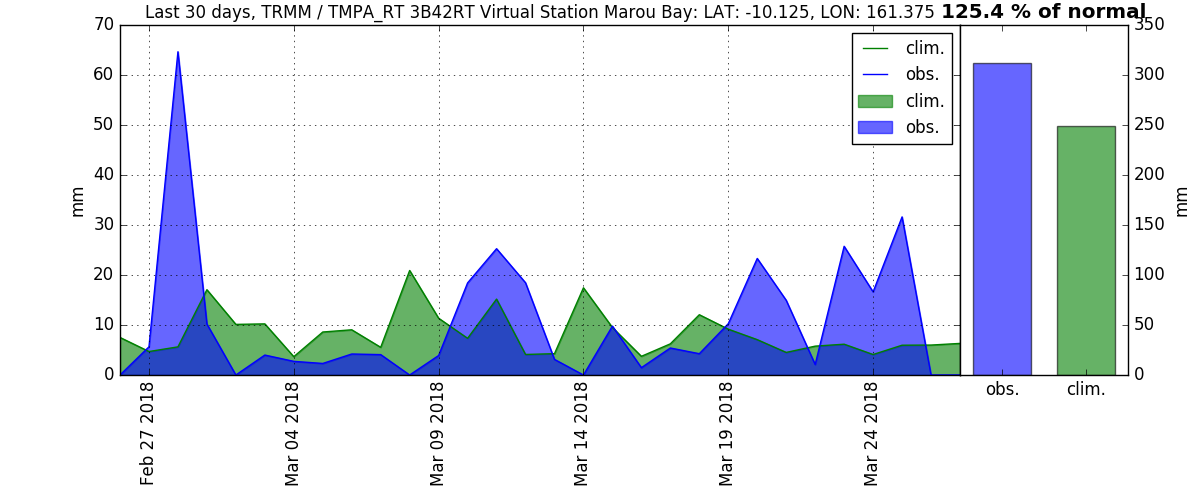 Last 30 days, TRMM / TMPA_RT 3B42RT Virtual Station Marou Bay: LAT: -10.125, LON: 161.375 125.4 % of normal
70
60
50
40
30
20
10
0
mm
clim.
obs.
clim.
obs.
Feb 27 2018
Mar 04 2018
Mar 09 2018
Mar 14 2018
Mar 19 2018
Mar 24 2018
350
300
250
200
150
100
50
0
mm
obs.
clim.